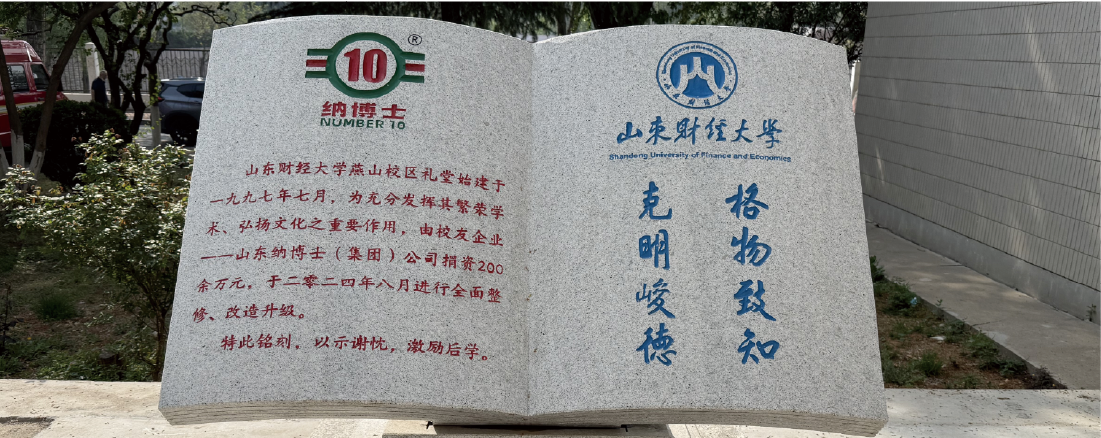 10
®
纳博士
NUMBER 10
山东财经大学燕山校区礼堂始建于
一九九七年七月，为充分发挥其繁荣学
术、弘扬文化之重要作用，由校友企业
——山东纳博士（集团）公司捐资200
余万元，于二零二四年八月进行全面整
修、改造升级。
特此铭刻，以示谢忱，激励后学。
山东财经大学
Shandong University of Finance and Economics
格物致知
克明峻德